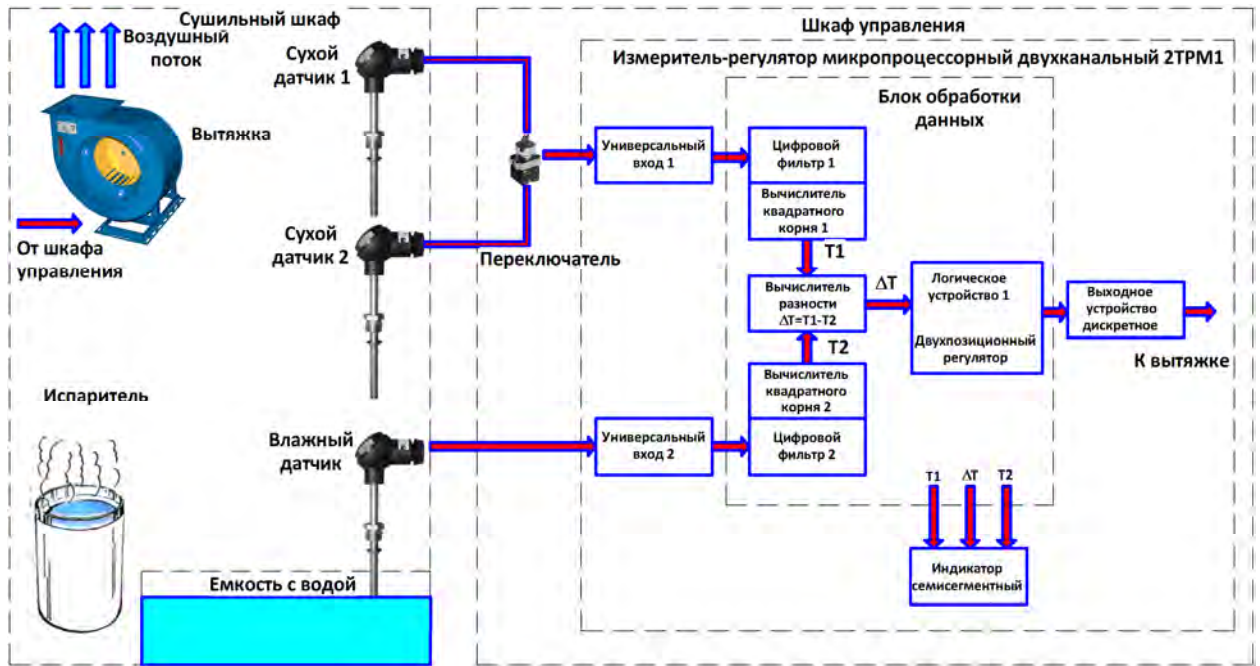 Сушильный шкаф
Воздушный
поток
Вытяжка
От шкафа
управления
Сухой
датчик 1
Сухой
датчик 2
Испаритель
Влажный
датчик
Емкость с водой
Переключатель
Шкаф управления
Измеритель-регулятор микропроцессорный двухканальный 2ТРМ1
Блок обработки
данных
Универсальный
вход 1
Цифровой
фильтр 1
Вычислитель
квадратного
корня 1
T1
Вычислитель
разности
ΔT=T1-T2
ΔT
Логическое
устройство 1
Двухпозиционный
регулятор
Выходное
устройство
дискретное
К вытяжке
T2
Вычислитель
квадратного
корня 2
Универсальный
вход 2
Цифровой
фильтр 2
T1 ΔT T2
Индикатор
семисегментный